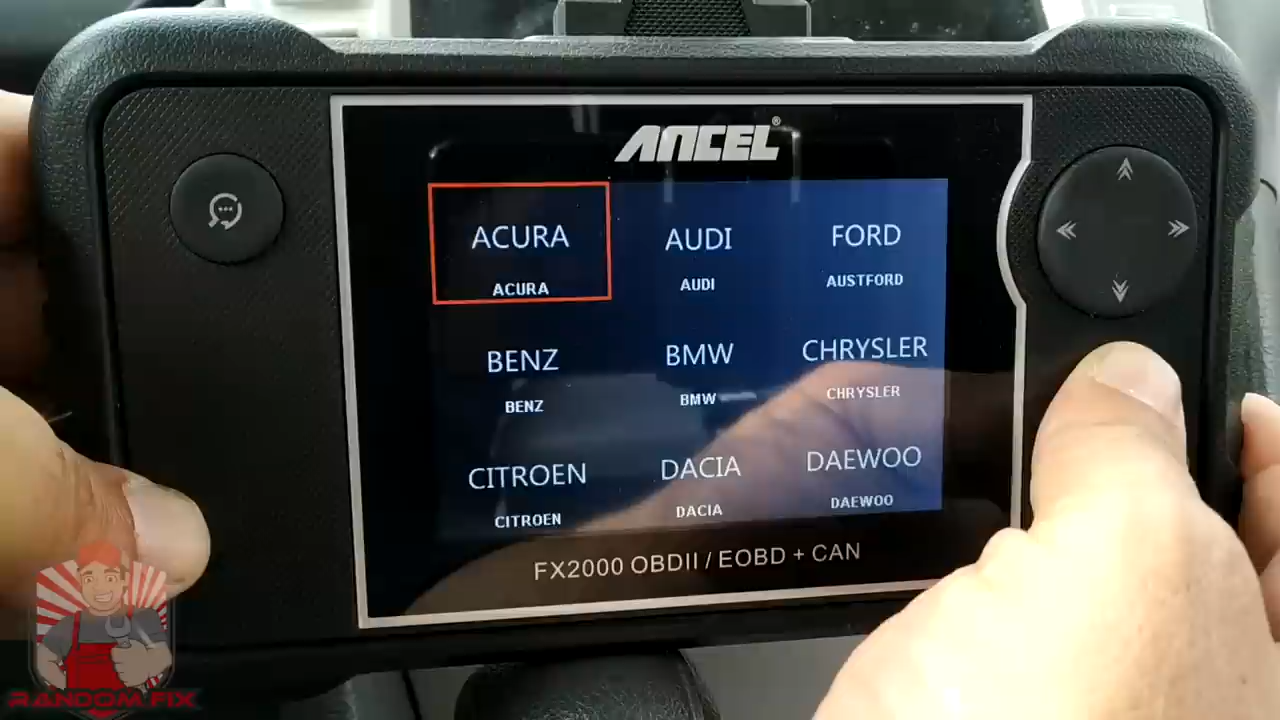 ANCEL®
ACURA AUDI FORD
ACURA AUDI AUSTFORD
BENZ BMW CHRYSLER
BENZ BMW CHRYSLER
CITROEN DACIA DAEWOO
CITROEN DACIA DAEWOO
FX2000 OBDII / EOBD + CAN
RANDOM FIX